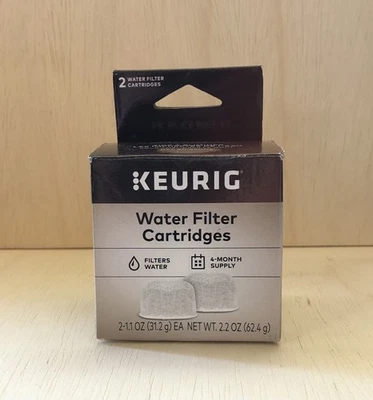 2 WATER FILTER
CARTRIDGES
KEURIG
Water Filter
Cartridges
FILTERS
WATER
4-MONTH
SUPPLY
2-1.1 OZ (31.2 g) EA NET WT. 2.2 OZ (62.4 g)